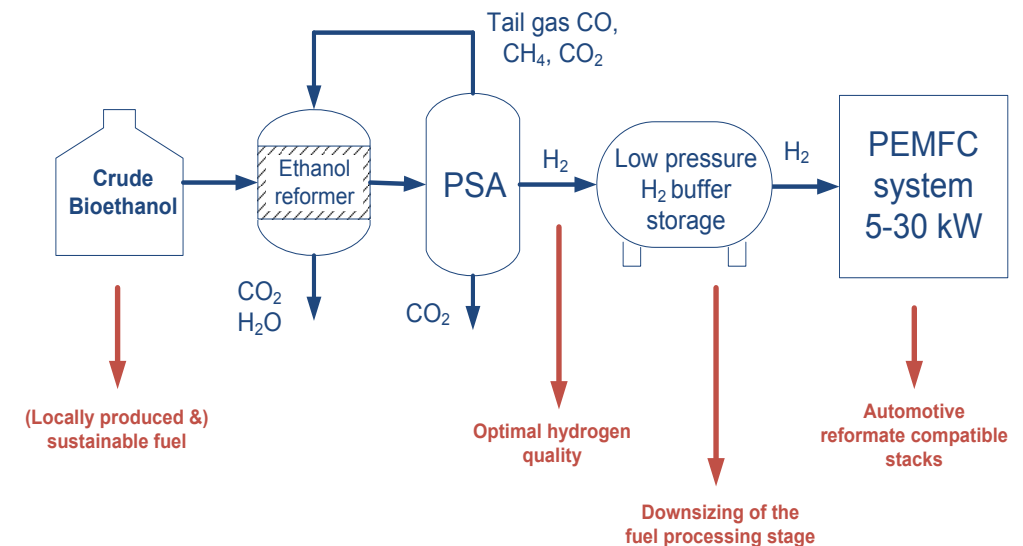 Tail gas CO,
CH₄, CO₂
Crude
Bioethanol
Ethanol
reformer
PSA
H₂
Low pressure
H₂ buffer
storage
H₂
PEMFC
system
5-30 kW
CO₂
H₂O
CO₂
(Locally produced &)
sustainable fuel
Optimal hydrogen
quality
Automotive
reformate compatible
stacks
Downsizing of the
fuel processing stage